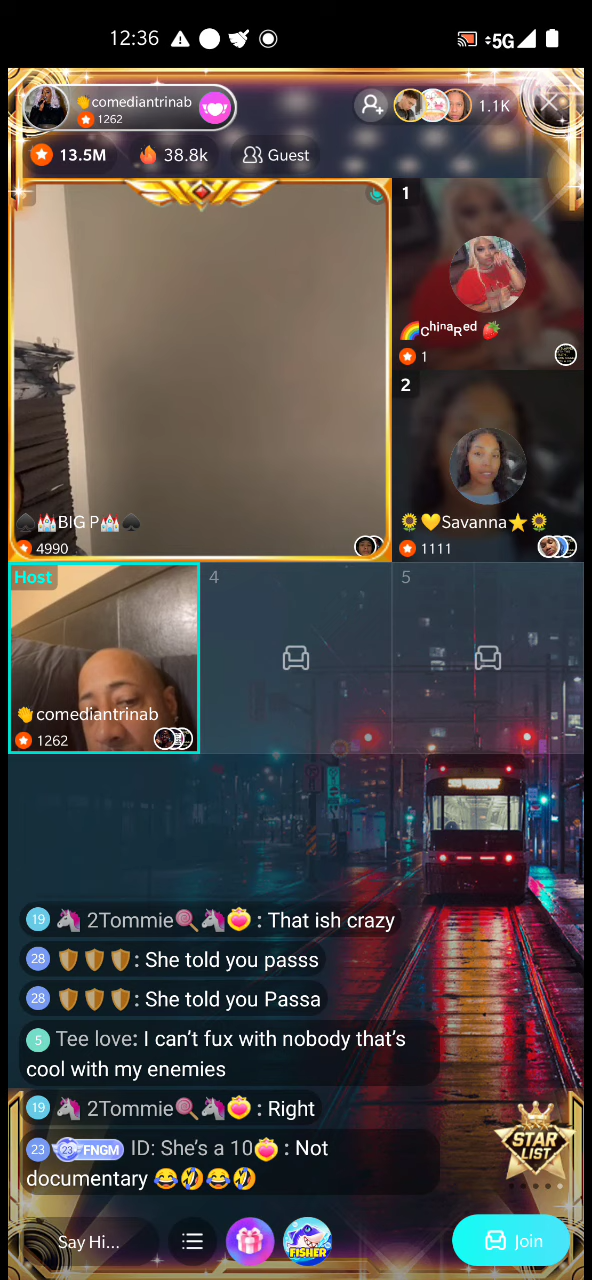 12:36
5G
👋comediantrinab
1262
1.1K
13.5M
38.8k
Guest
1
🌈cʰⁱⁿᵃʀᵉᵈ 🍓
1
2
🌻💛Savanna⭐🌻
1111
♠️🏰BIG P🏰♠️
4990
Host
👋comediantrinab
1262
4
5
19 🦄 2Tommie🍭🦄 : That ish crazy
28 : She told you passs
28 : She told you Passa
5 Tee love: I can’t fux with nobody that’s
cool with my enemies
19 🦄 2Tommie🍭🦄 : Right
23 23 FNGM ID: She’s a 10 : Not
documentary 😂🤣😂🤣
STAR
LIST
Say Hi...
FISHER
Join